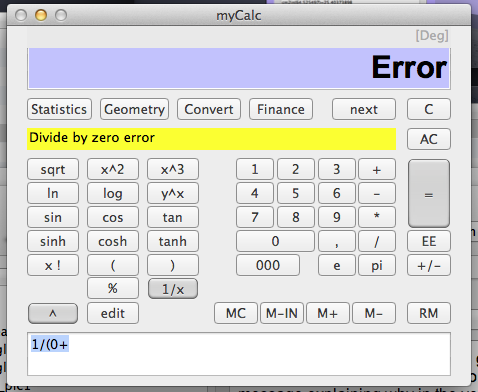 myCalc
[Deg]
Error
Statistics Geometry Convert Finance next C
Divide by zero error AC
sqrt x^2 x^3 1 2 3 + =
ln log y^x 4 5 6 -
sin cos tan 7 8 9 *
sinh cosh tanh 0 , / EE
x ! ( ) 000 e pi +/-
% 1/x
^ edit MC M-IN M+ M- RM
1/(0+